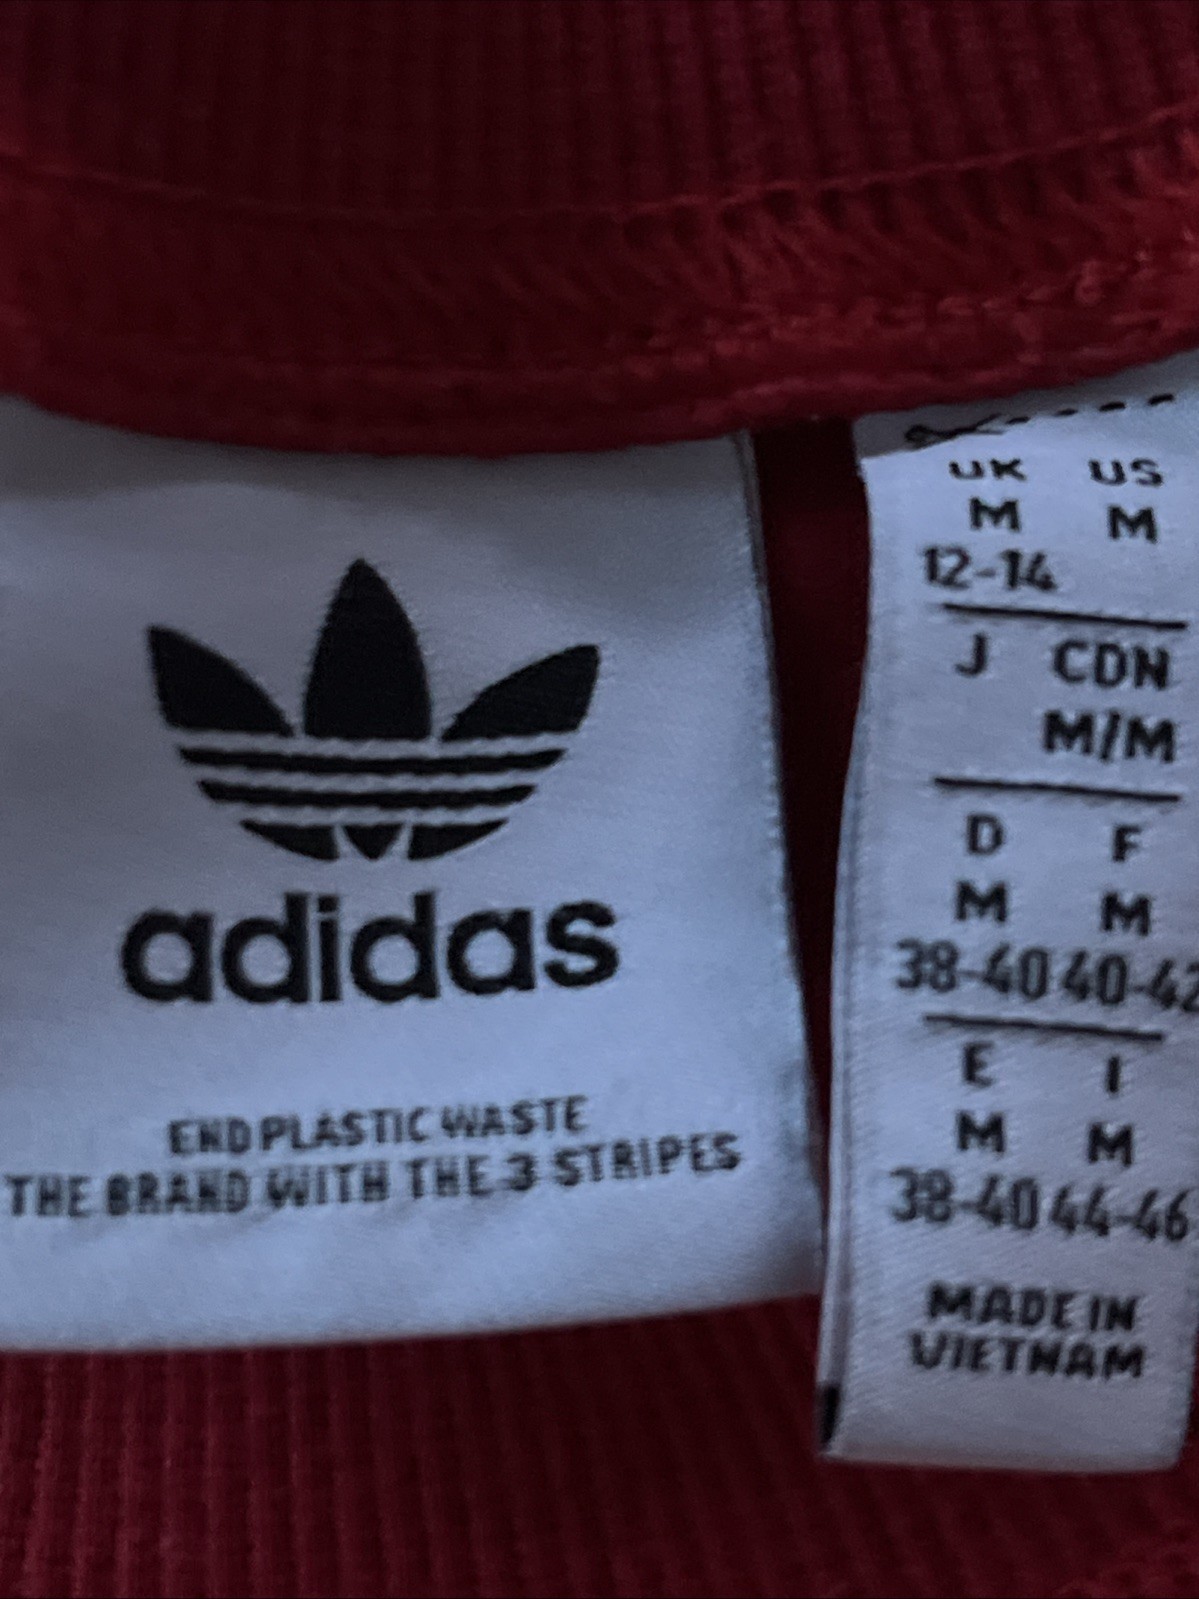 adidas
END PLASTIC WASTE
THE BRAND WITH THE 3 STRIPES
UK US
M M
12-14
J CDN
M/M
D F
M M
38-40 40-42
E I
M M
38-40 44-46
MADE IN
VIETNAM